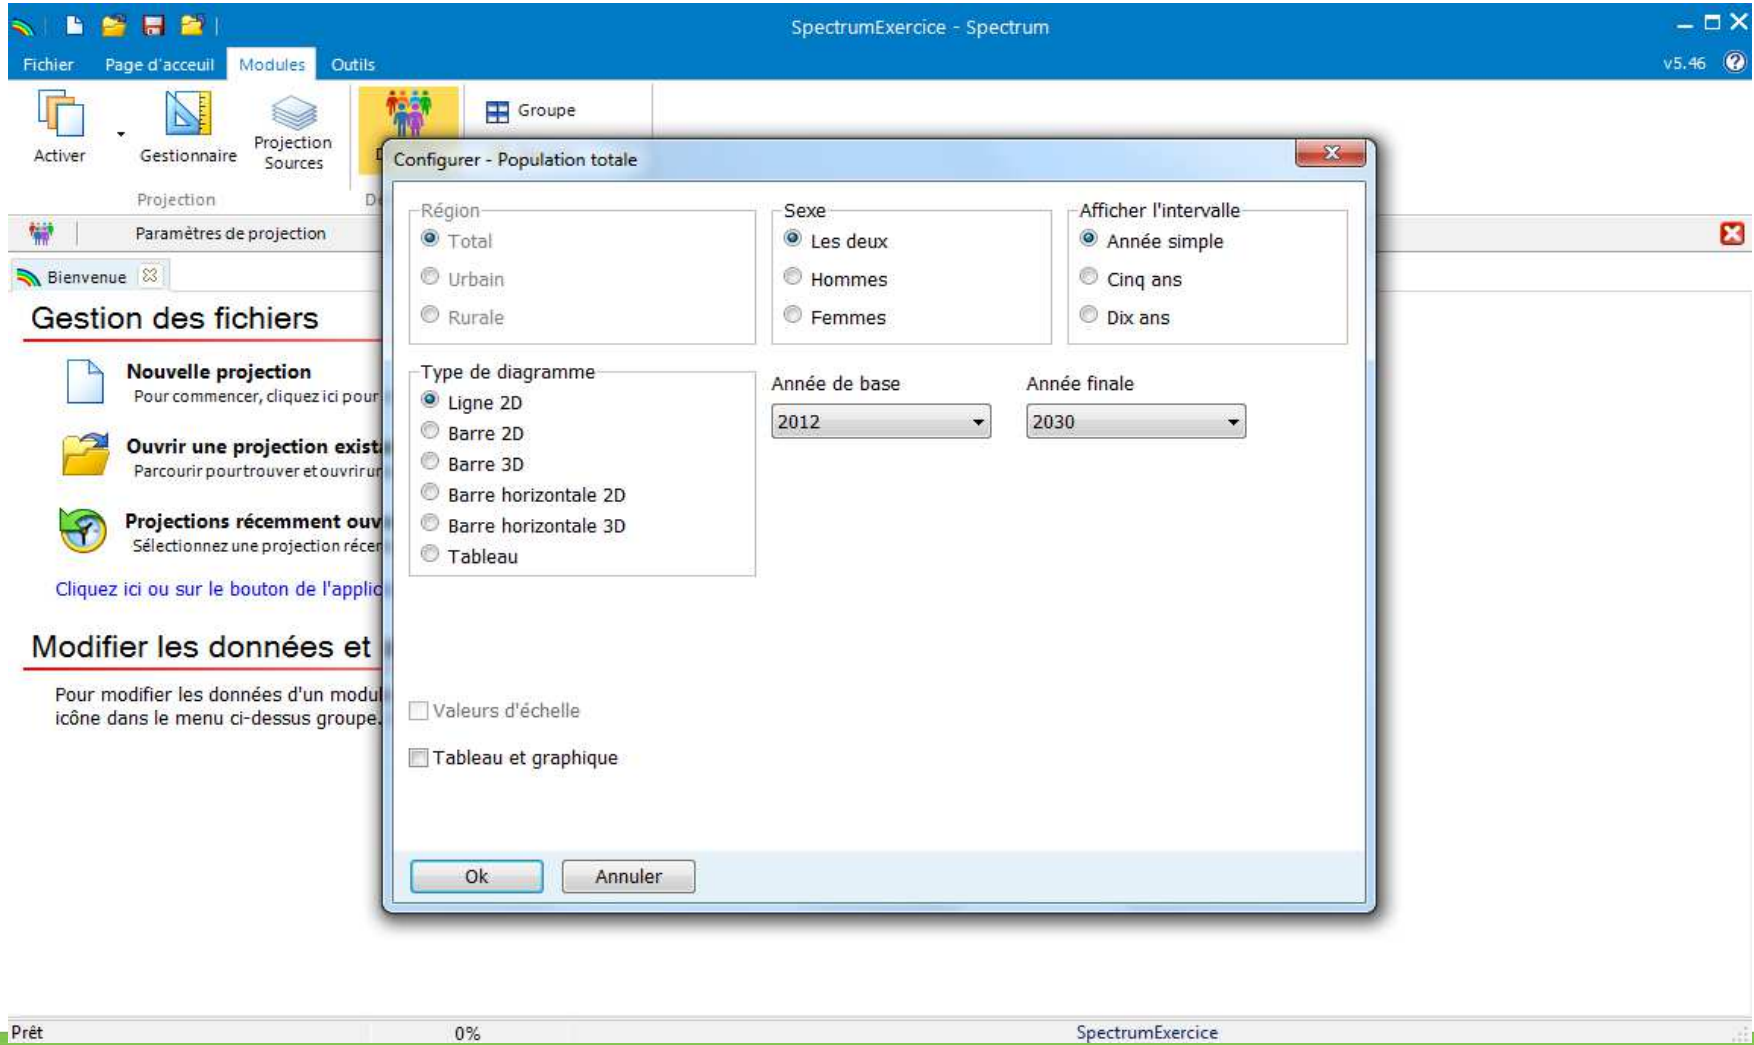 SpectrumExercice - Spectrum
Fichier Page d'acceuil Modules Outils v5.46
Groupe
Activer Gestionnaire Projection Sources
Projection
Paramètres de projection
Bienvenue
Gestion des fichiers
Nouvelle projection
Pour commencer, cliquez ici pour
Ouvrir une projection exist
Parcourir pour trouver et ouvrir un
Projections récemment ouv
Sélectionnez une projection récen
Cliquez ici ou sur le bouton de l'applic
Modifier les données et
Pour modifier les données d'un modul
icône dans le menu ci-dessus groupe.
Configurer - Population totale
Région
Total
Urbain
Rurale
Sexe
Les deux
Hommes
Femmes
Afficher l'intervalle
Année simple
Cinq ans
Dix ans
Type de diagramme
Ligne 2D
Barre 2D
Barre 3D
Barre horizontale 2D
Barre horizontale 3D
Tableau
Année de base
2012
Année finale
2030
Valeurs d'échelle
Tableau et graphique
Ok Annuler
Prêt 0% SpectrumExercice